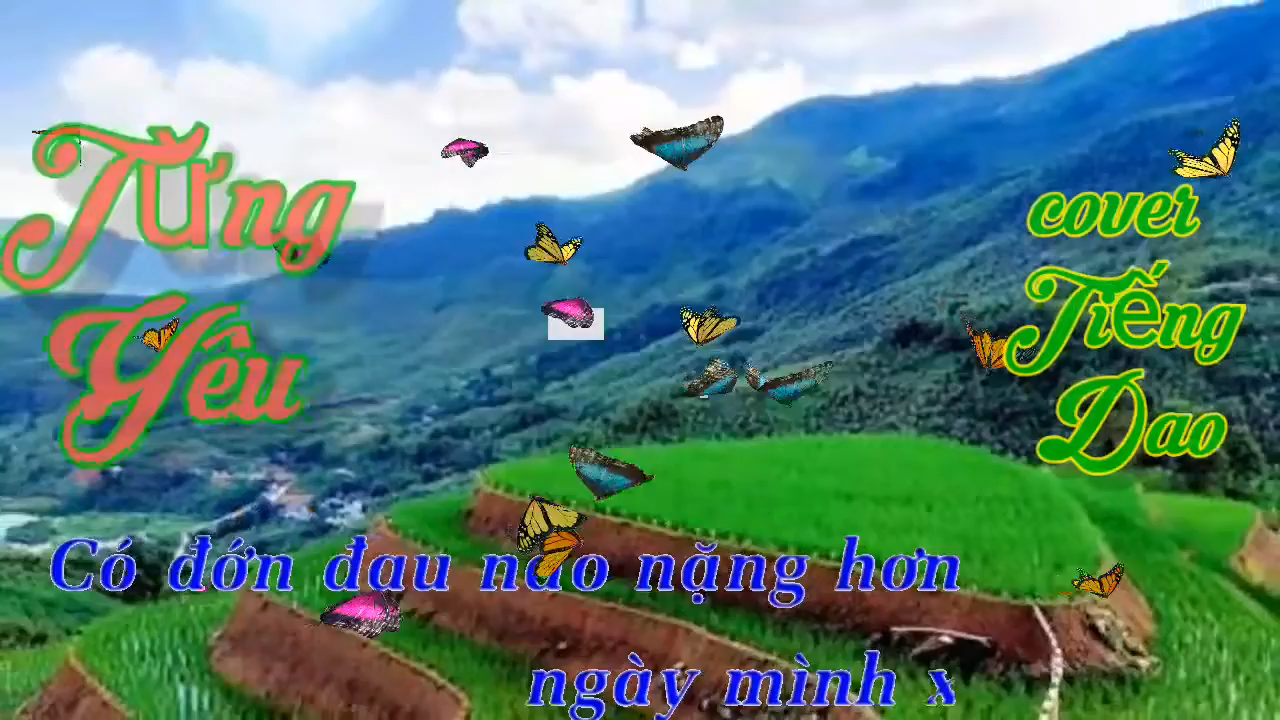 Từng
Yêu
cover
Tiếng
Dao
Có đớn đau nào nặng hơn
ngày mình x